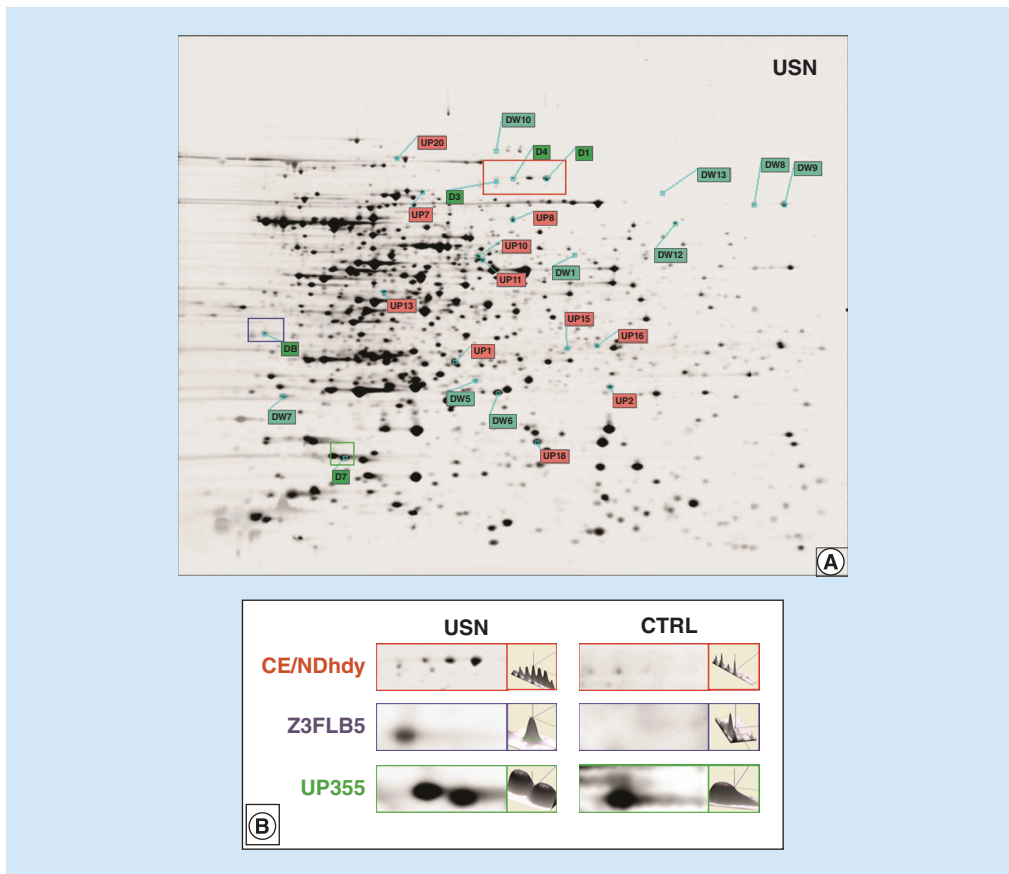 USN
DW10
UP20
D4
D1
DW13
DW8
DW9
D3
UP7
UP8
UP10
DW1
DW12
UP11
UP13
UP15
UP16
DB
UP1
DW5
DW6
UP2
DW7
UP18
D7
A
USN
CTRL
CE/NDhdy
Z3FLB5
UP355
B